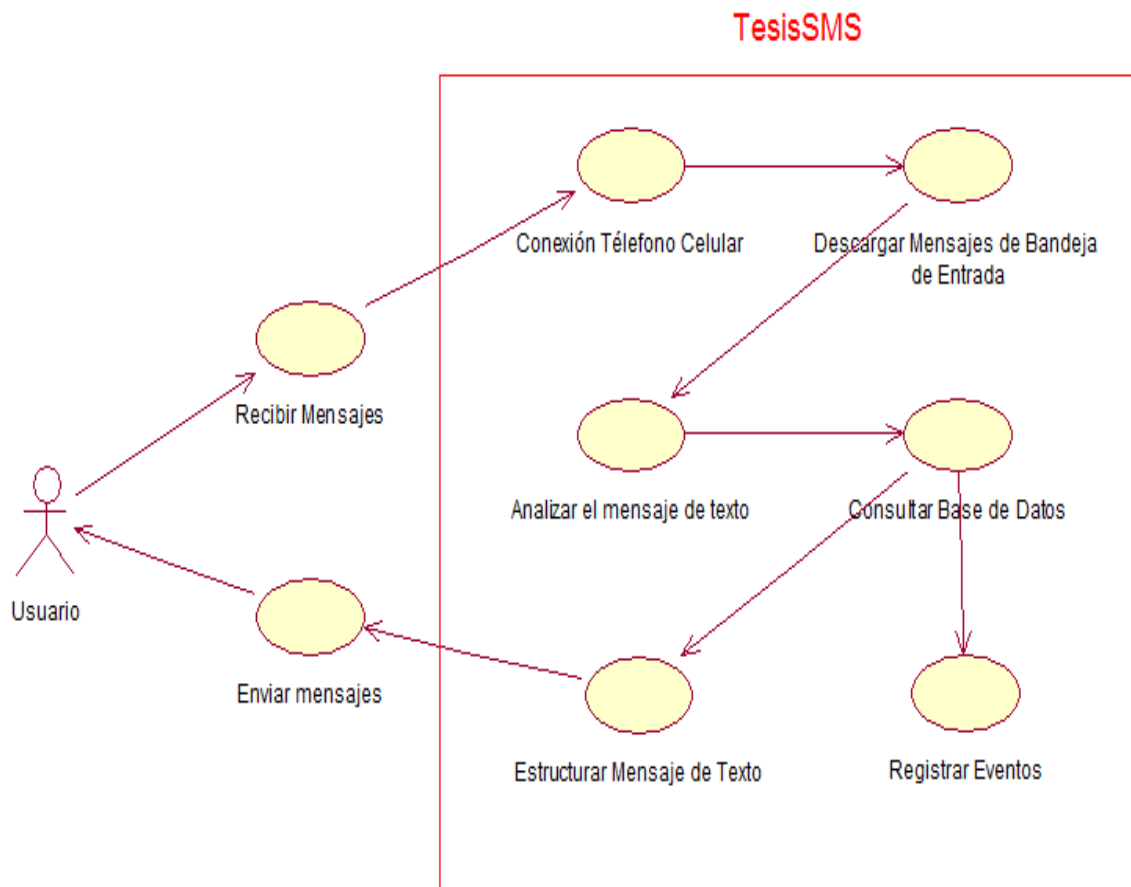 TesisSMS
Conexión Télefono Celular
Descargar Mensajes de Bandeja
de Entrada
Recibir Mensajes
Analizar el mensaje de texto
Consultar Base de Datos
Usuario
Enviar mensajes
Estructurar Mensaje de Texto
Registrar Eventos